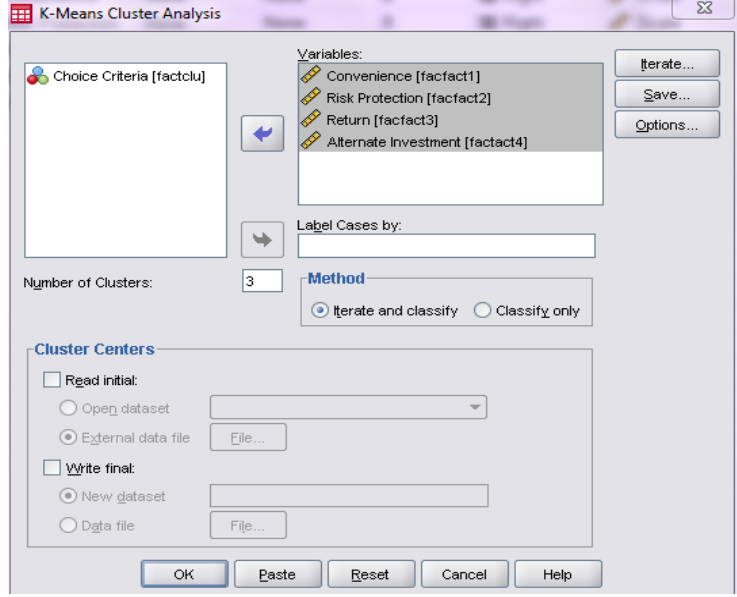 K-Means Cluster Analysis
Choice Criteria [factclu]
Variables:
Convenience [facfact1]
Risk Protection [facfact2]
Return [facfact3]
Alternate Investment [factact4]
Iterate...
Save...
Options...
Label Cases by:
Number of Clusters: 3
Method
Iterate and classify Classify only
Cluster Centers
Read initial:
Open dataset
External data file File...
Write final:
New dataset
Data file File...
OK Paste Reset Cancel Help